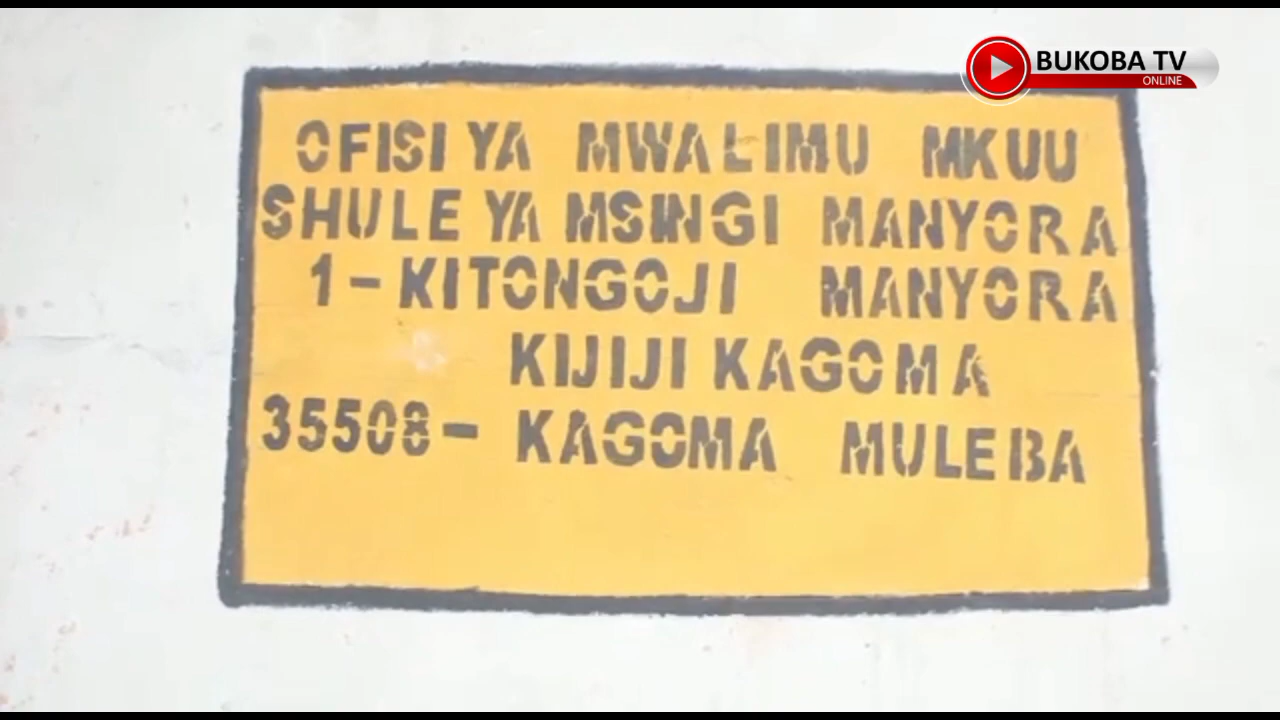 BUKOBA TV
ONLINE
OFISI YA MWALIMU MKUU
SHULE YA MSINGI MANYORA
1 - KITONGOJI MANYORA
KIJIJI KAGOMA
35508 - KAGOMA MULEBA